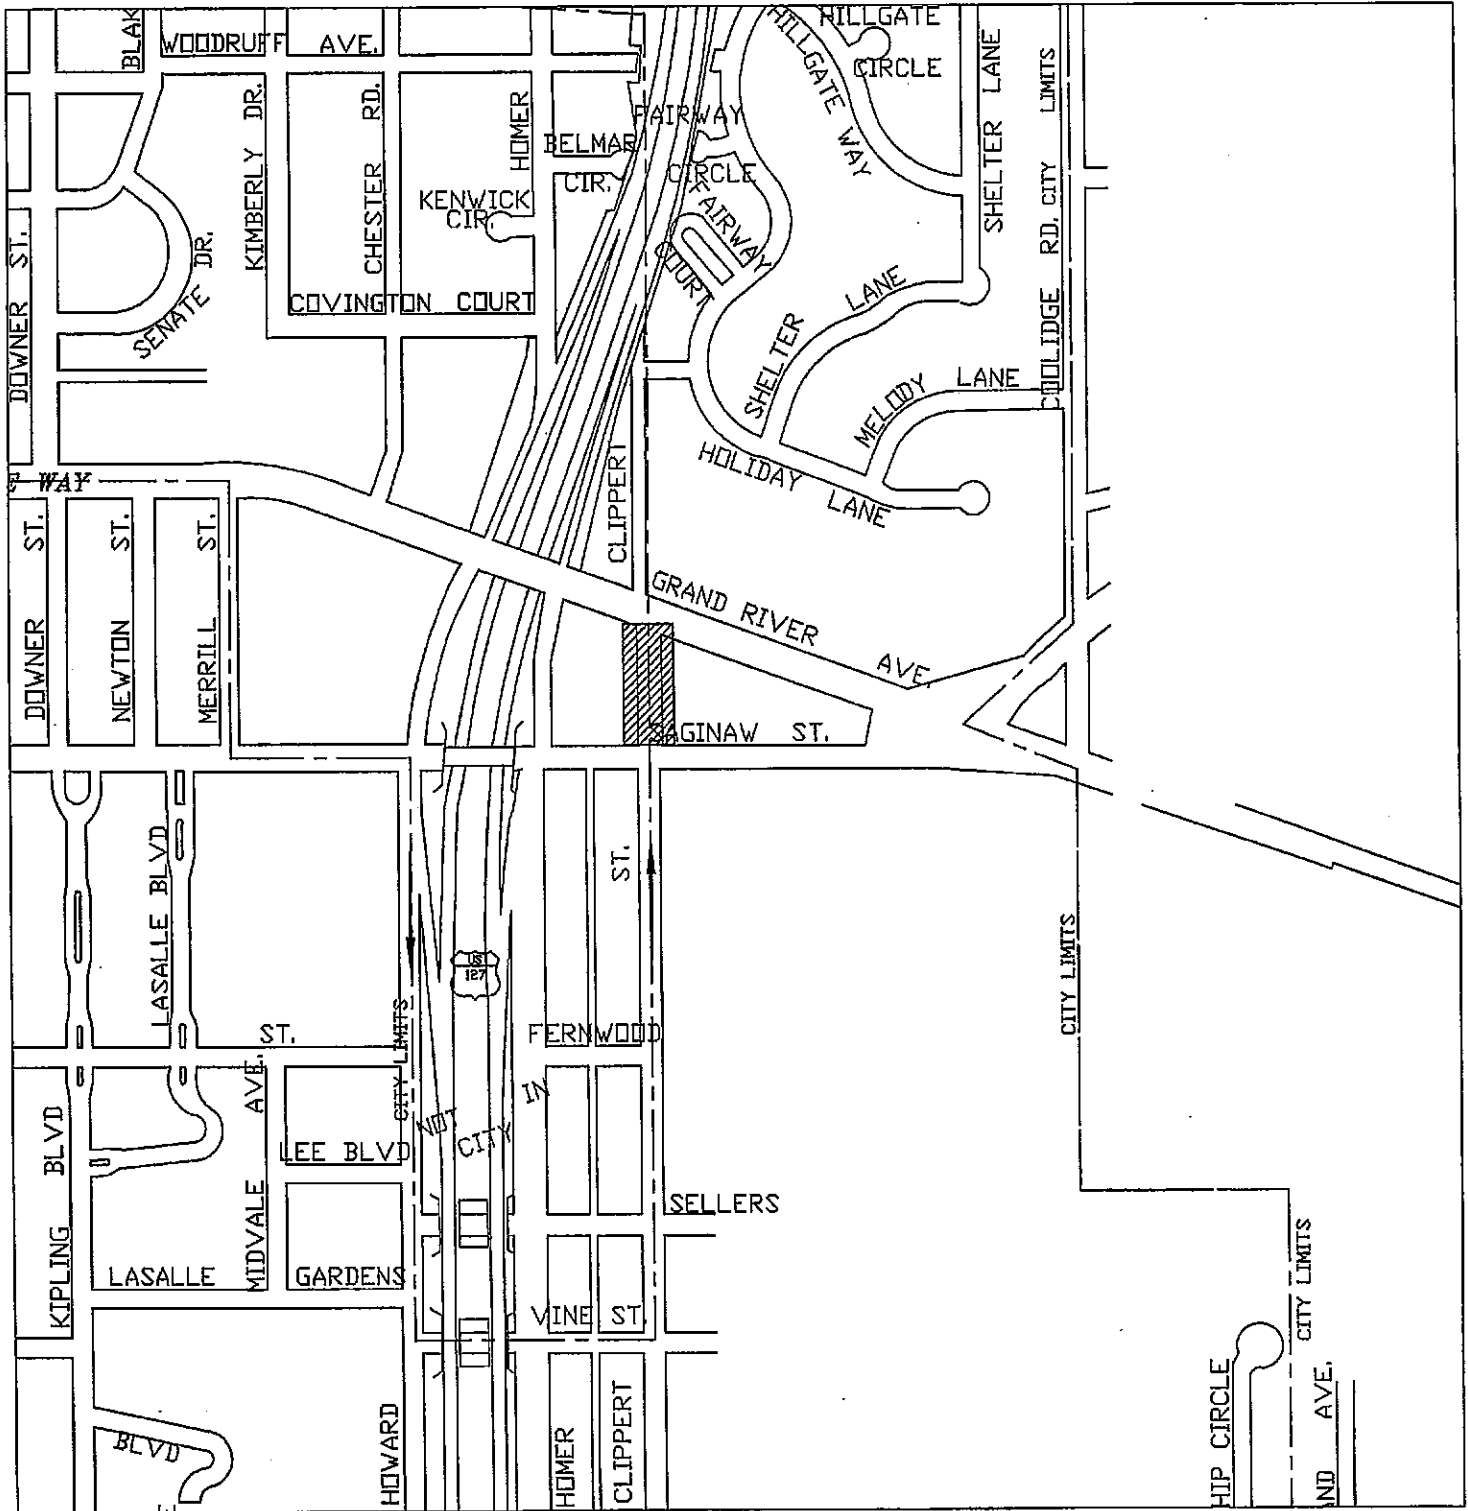 HILLGATE
CIRCLE
WOODRUFF AVE.
BLAK
HILLGATE WAY
SHELTER LANE
CITY LIMITS
COOLIDGE RD.
KIMBERLY DR.
CHESTER RD.
HOMER
FAIRWAY
CIRCLE
BELMAR
CIR.
KENWICK
CIR.
FAIRWAY
COURT
DOWNER ST.
SENATE DR.
COVINGTON COURT
SHELTER LANE
MELODY LANE
HOLIDAY LANE
CLIPPERT
E WAY
DOWNER ST.
NEWTON ST.
MERRILL ST.
GRAND RIVER AVE.
SAGINAW ST.
LASALLE BLVD
ST.
US
127
CITY LIMITS
CITY LIMITS
ST.
FERNWOOD
NOT IN
CITY
KIPLING BLVD
MIDVALE AVE.
LEE BLVD
SELLERS
LASALLE GARDENS
VINE ST.
CITY LIMITS
BLVD
HOWARD
HOMER
CLIPPERT
HIP CIRCLE
ND AVE.